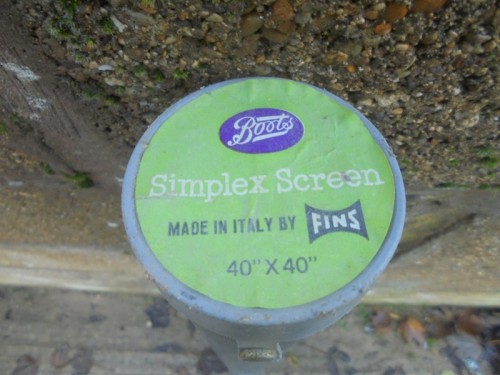 Boots
Simplex Screen
MADE IN ITALY BY FINS
40" X 40"